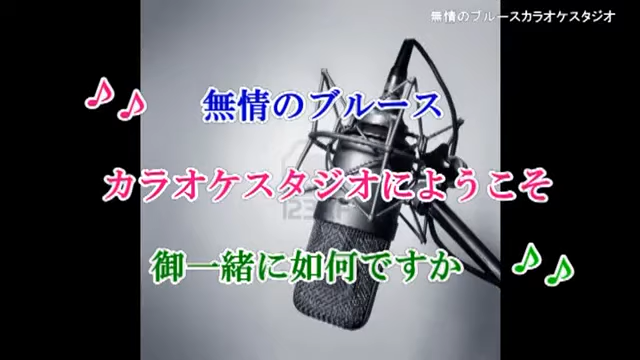 無情のブルースカラオケスタジオ
無情のブルース
カラオケスタジオにようこそ
御一緒に如何ですか